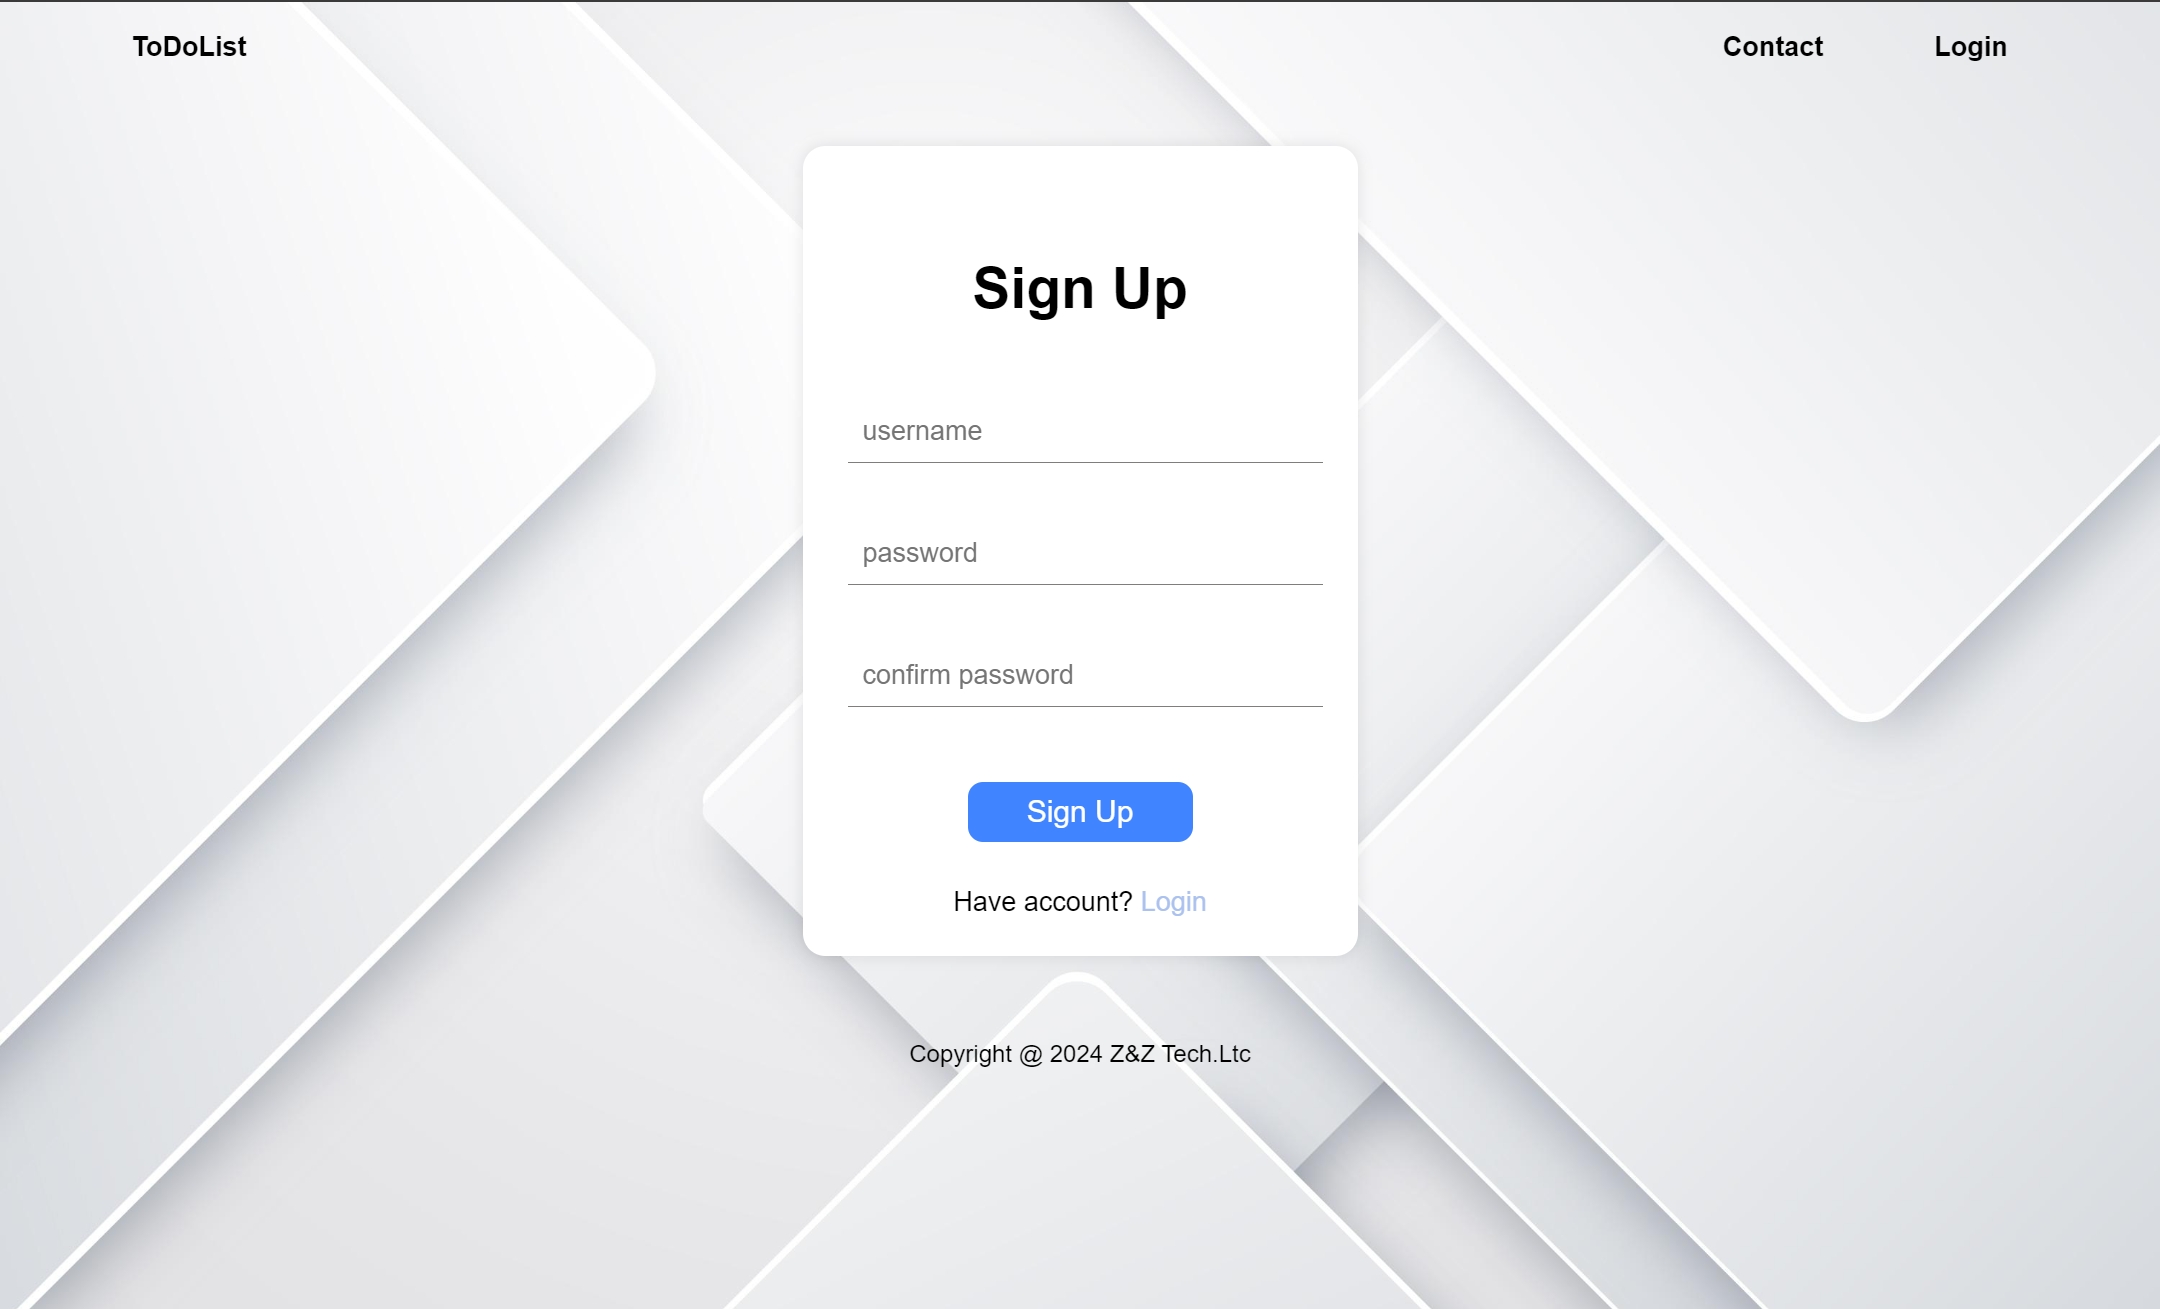 ToDoList Contact Login
Sign Up
username
password
confirm password
Sign Up
Have account? Login
Copyright @ 2024 Z&Z Tech.Ltc